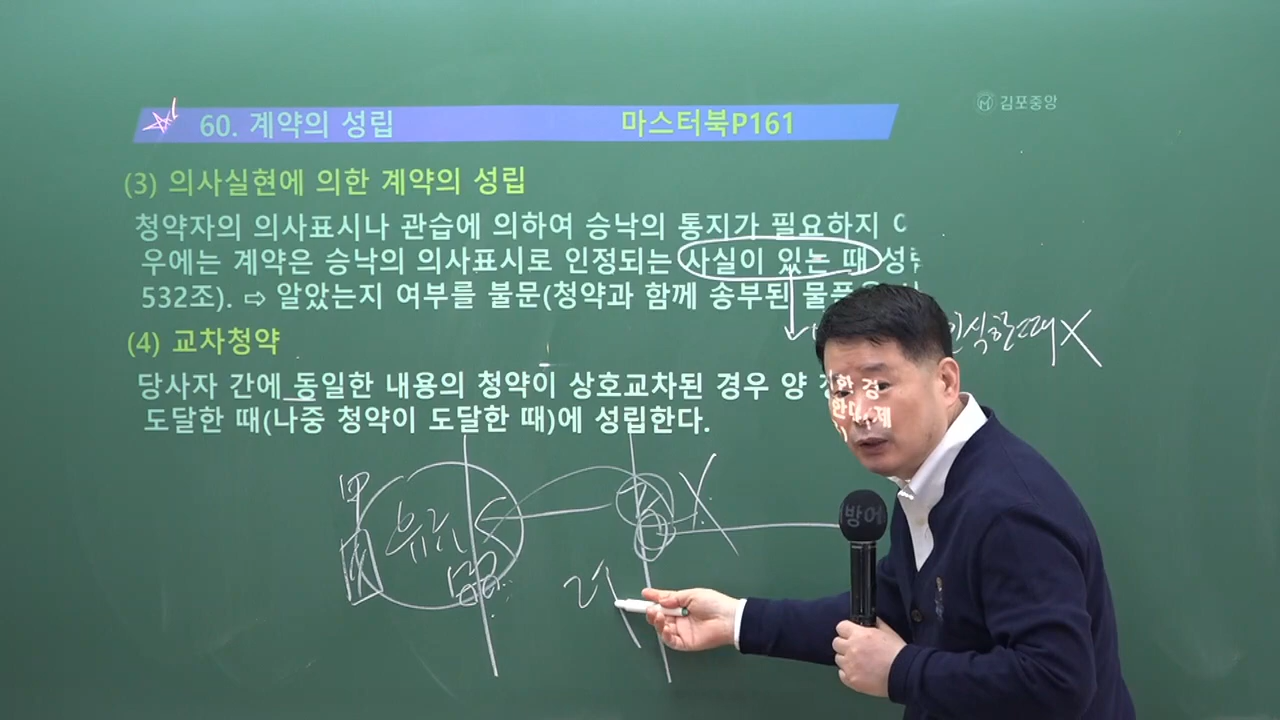 60. 계약의 성립 마스터북P161
김포중앙
(3) 의사실현에 의한 계약의 성립
청약자의 의사표시나 관습에 의하여 승낙의 통지가 필요하지
우에는 계약은 승낙의 의사표시로 인정되는 사실이 있는 때
532조). ⇨ 알았는지 여부를 불문(청약과 함께 송부된 물품을
인식한때 X
(4) 교차청약
당사자 간에 동일한 내용의 청약이 상호교차된 경우 양
도달한 때(나중 청약이 도달한 때)에 성립한다.
甲
X
방어